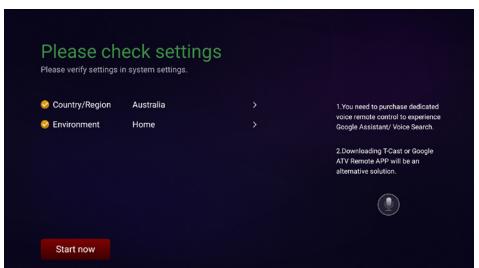 Please check settings
Please verify settings in system settings.
Country/Region Australia >
Environment Home >
1.You need to purchase dedicated
voice remote control to experience
Google Assistant/ Voice Search.
2.Downloading T-Cast or Google
ATV Remote APP will be an
alternative solution.
Start now